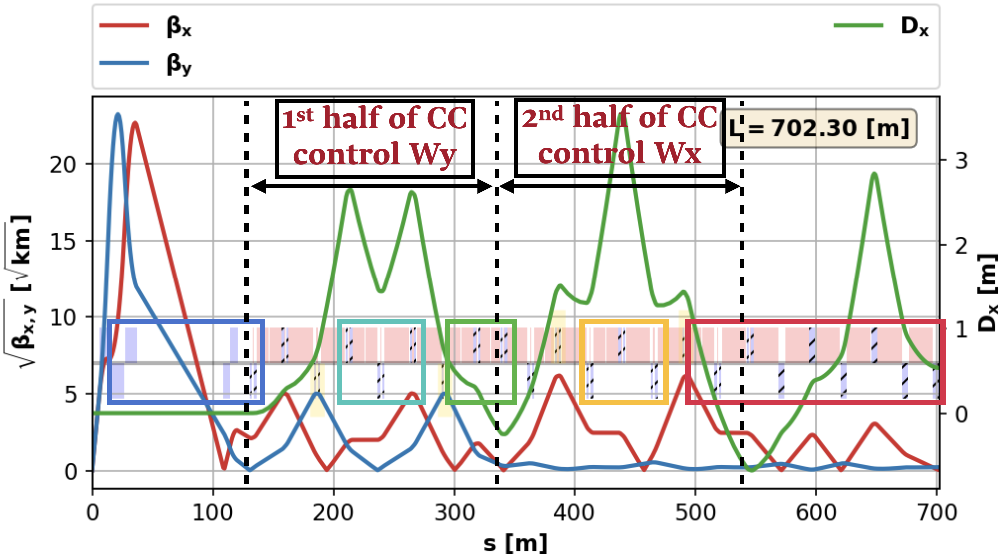 βx
βy
Dx
1st half of CC
control Wy
2nd half of CC
control Wx
L = 702.30 [m]
√βx,y [√km]
20
15
10
5
0
3
2
1
0
Dx [m]
0 100 200 300 400 500 600 700
s [m]